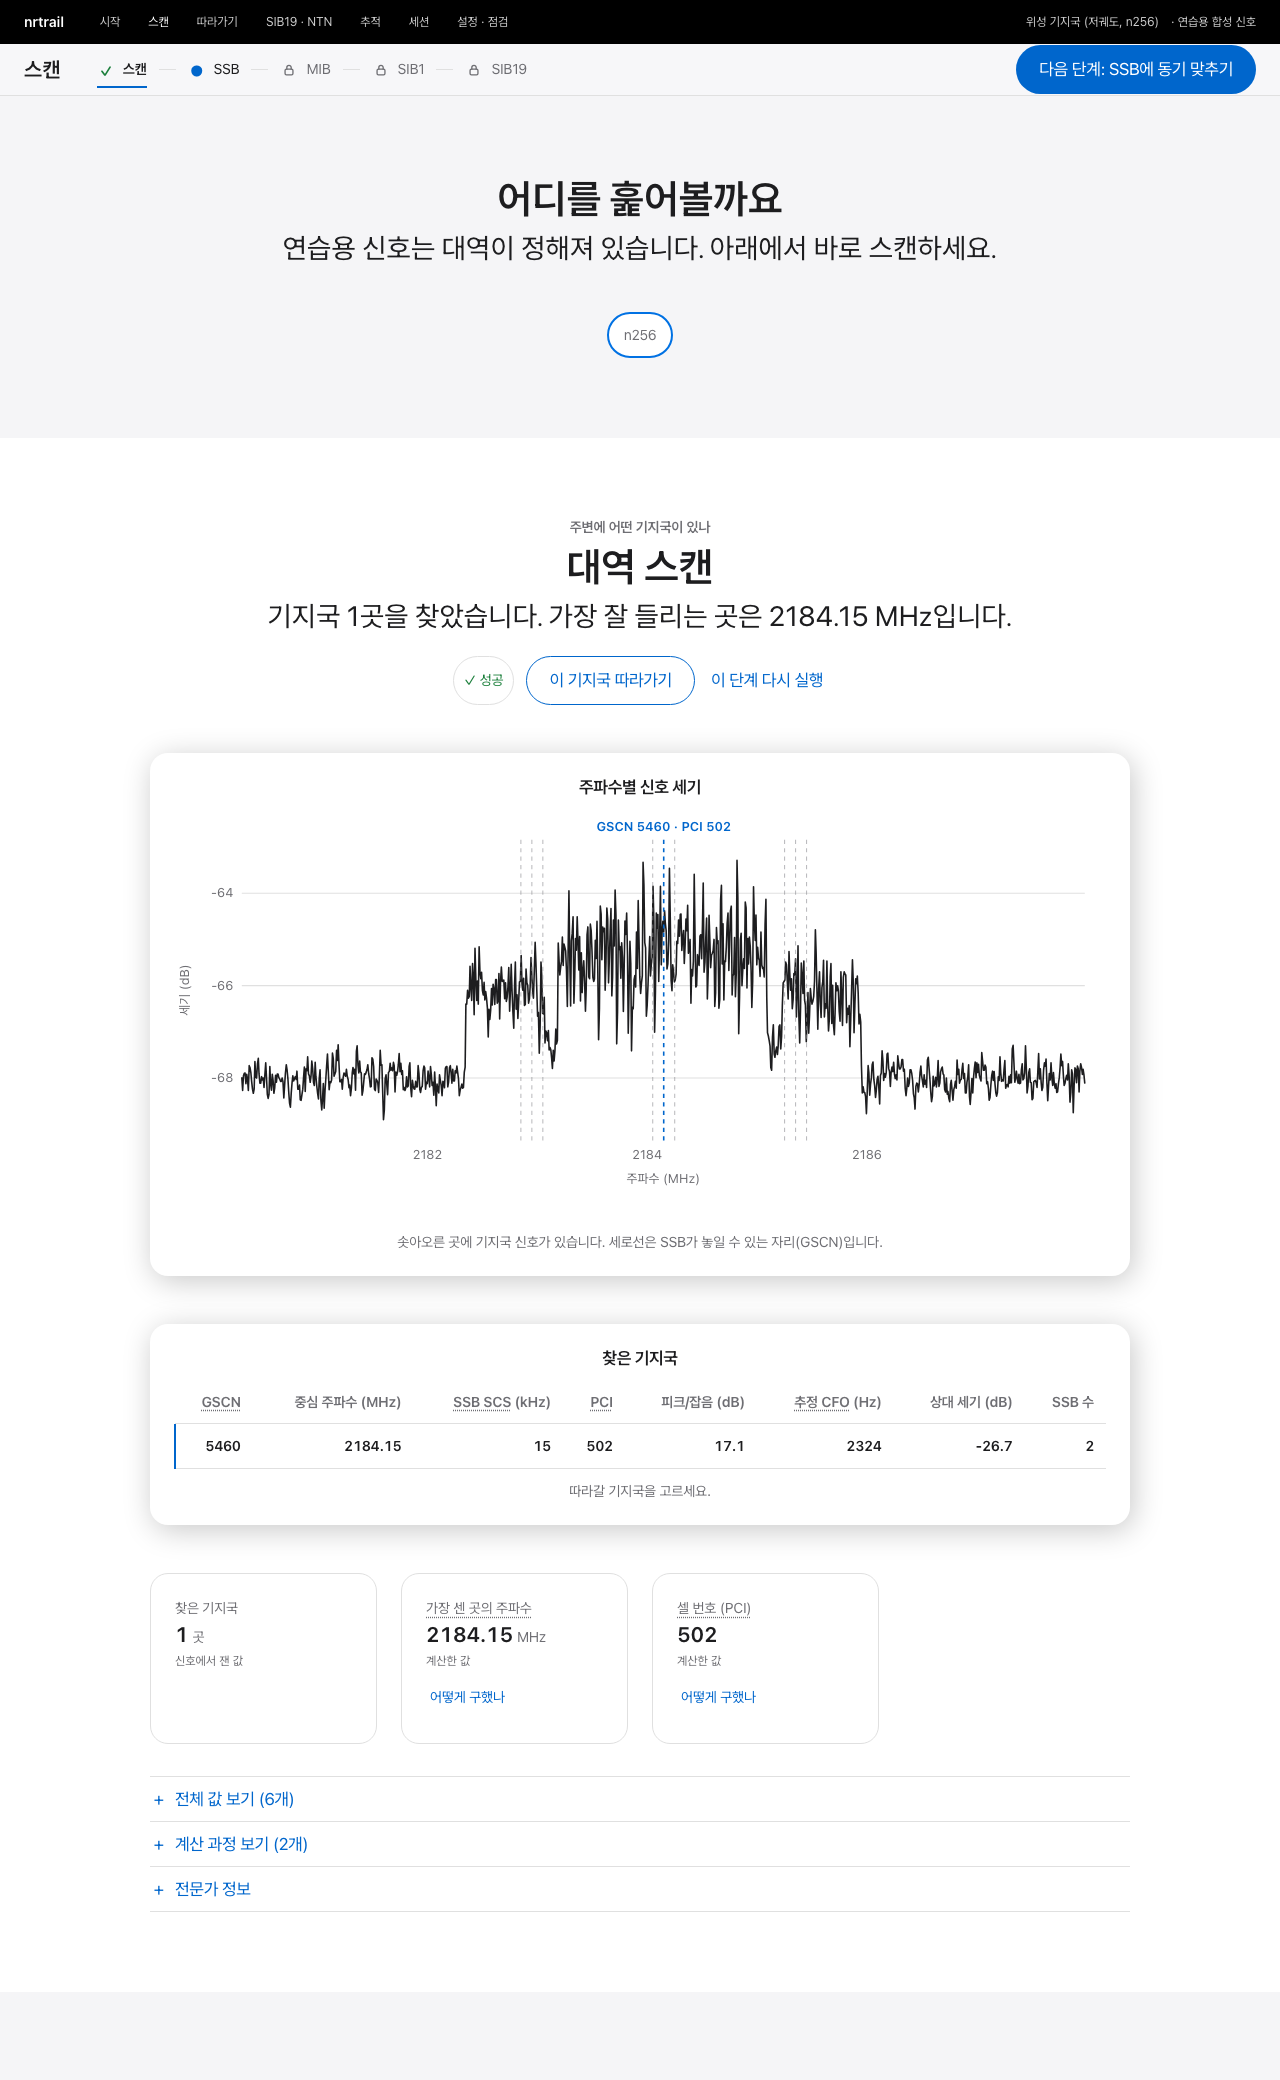 nrtrail 시작 스캔 따라가기 SIB19 · NTN 추적 세션 설정 · 점검 위성 기지국 (저궤도, n256) · 연습용 합성 신호
스캔 스캔 SSB MIB SIB1 SIB19 다음 단계: SSB에 동기 맞추기
어디를 훑어볼까요
연습용 신호는 대역이 정해져 있습니다. 아래에서 바로 스캔하세요.
n256
주변에 어떤 기지국이 있나
대역 스캔
기지국 1곳을 찾았습니다. 가장 잘 들리는 곳은 2184.15 MHz입니다.
성공 이 기지국 따라가기 이 단계 다시 실행
주파수별 신호 세기
GSCN 5460 · PCI 502
-64
-66
-68
세기 (dB)
2182 2184 2186
주파수 (MHz)
솟아오른 곳에 기지국 신호가 있습니다. 세로선은 SSB가 놓일 수 있는 자리(GSCN)입니다.
찾은 기지국
GSCN 중심 주파수 (MHz) SSB SCS (kHz) PCI 피크/잡음 (dB) 추정 CFO (Hz) 상대 세기 (dB) SSB 수
5460 2184.15 15 502 17.1 2324 -26.7 2
따라갈 기지국을 고르세요.
찾은 기지국
1 곳
신호에서 잰 값
가장 센 곳의 주파수
2184.15 MHz
계산한 값
어떻게 구했나
셀 번호 (PCI)
502
계산한 값
어떻게 구했나
+ 전체 값 보기 (6개)
+ 계산 과정 보기 (2개)
+ 전문가 정보